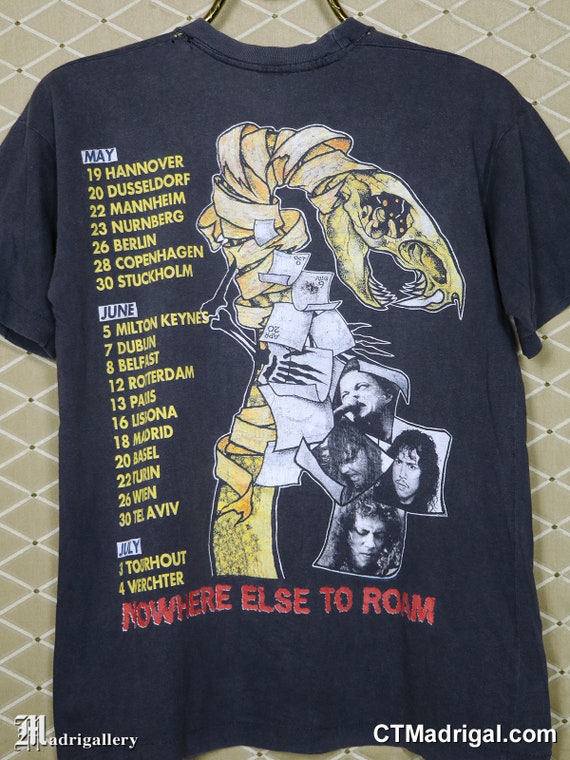 MAY
19 HANNOVER
20 DUSSELDORF
22 MANNHEIM
23 NURNBERG
26 BERLIN
28 COPENHAGEN
30 STUCKHOLM
JUNE
5 MILTON KEYNES
7 DUBLIN
8 BELFAST
12 ROTTERDAM
13 PARIS
16 LISBONA
18 MADRID
20 BASEL
22 TURIN
26 WIEN
30 TEL AVIV
JULY
3 TOURHOUT
4 WERCHTER
APR
20
NOWHERE ELSE TO ROAM
Madrigallery
CTMadrigal.com